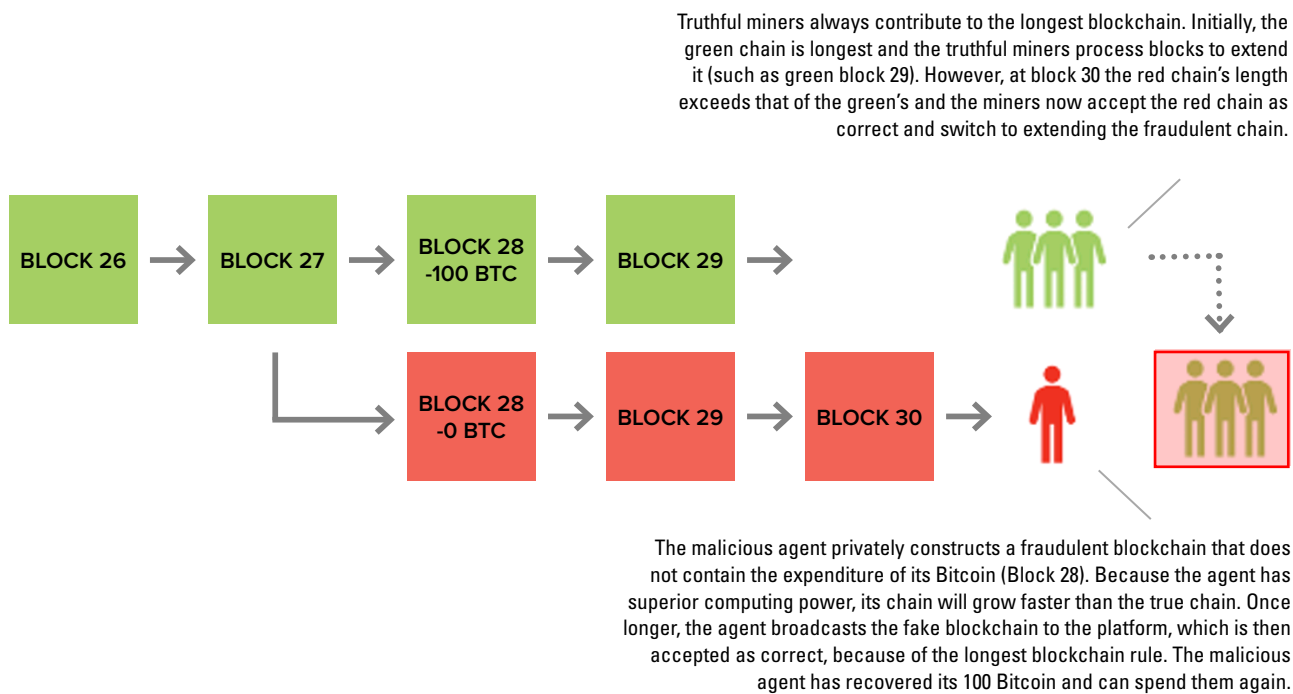 Truthful miners always contribute to the longest blockchain. Initially, the
green chain is longest and the truthful miners process blocks to extend
it (such as green block 29). However, at block 30 the red chain’s length
exceeds that of the green’s and the miners now accept the red chain as
correct and switch to extending the fraudulent chain.
BLOCK 26
BLOCK 27
BLOCK 28
-100 BTC
BLOCK 29
BLOCK 28
-0 BTC
BLOCK 29
BLOCK 30
The malicious agent privately constructs a fraudulent blockchain that does
not contain the expenditure of its Bitcoin (Block 28). Because the agent has
superior computing power, its chain will grow faster than the true chain. Once
longer, the agent broadcasts the fake blockchain to the platform, which is then
accepted as correct, because of the longest blockchain rule. The malicious
agent has recovered its 100 Bitcoin and can spend them again.